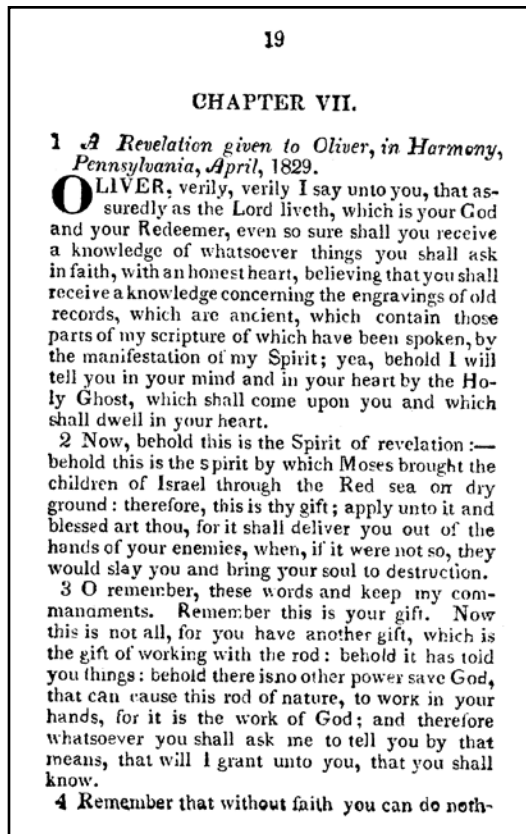 19
CHAPTER VII.
1 A Revelation given to Oliver, in Harmony,
Pennsylvania, April, 1829.
OLIVER, verily, verily I say unto you, that as-
suredly as the Lord liveth, which is your God
and your Redeemer, even so sure shall you receive
a knowledge of whatsoever things you shall ask
in faith, with an honest heart, believing that you shall
receive a knowledge concerning the engravings of old
records, which are ancient, which contain those
parts of my scripture of which have been spoken, by
the manifestation of my Spirit; yea, behold I will
tell you in your mind and in your heart by the Ho-
ly Ghost, which shall come upon you and which
shall dwell in your heart.
2 Now, behold this is the Spirit of revelation :—
behold this is the spirit by which Moses brought the
children of Israel through the Red sea on dry
ground : therefore, this is thy gift ; apply unto it and
blessed art thou, for it shall deliver you out of the
hands of your enemies, when, if it were not so, they
would slay you and bring your soul to destruction.
3 O remember, these words and keep my com-
manament​s. Remember this is your gift. Now
this is not all, for you have another gift, which is
the gift of working with the rod : behold it has told
you things : behold there is no other power save God,
that can cause this rod of nature, to work in your
hands, for it is the work of God ; and therefore
whatsoever you shall ask me to tell you by that
means, that will I grant unto you, that you shall
know.
4 Remember that without faith you can do noth-